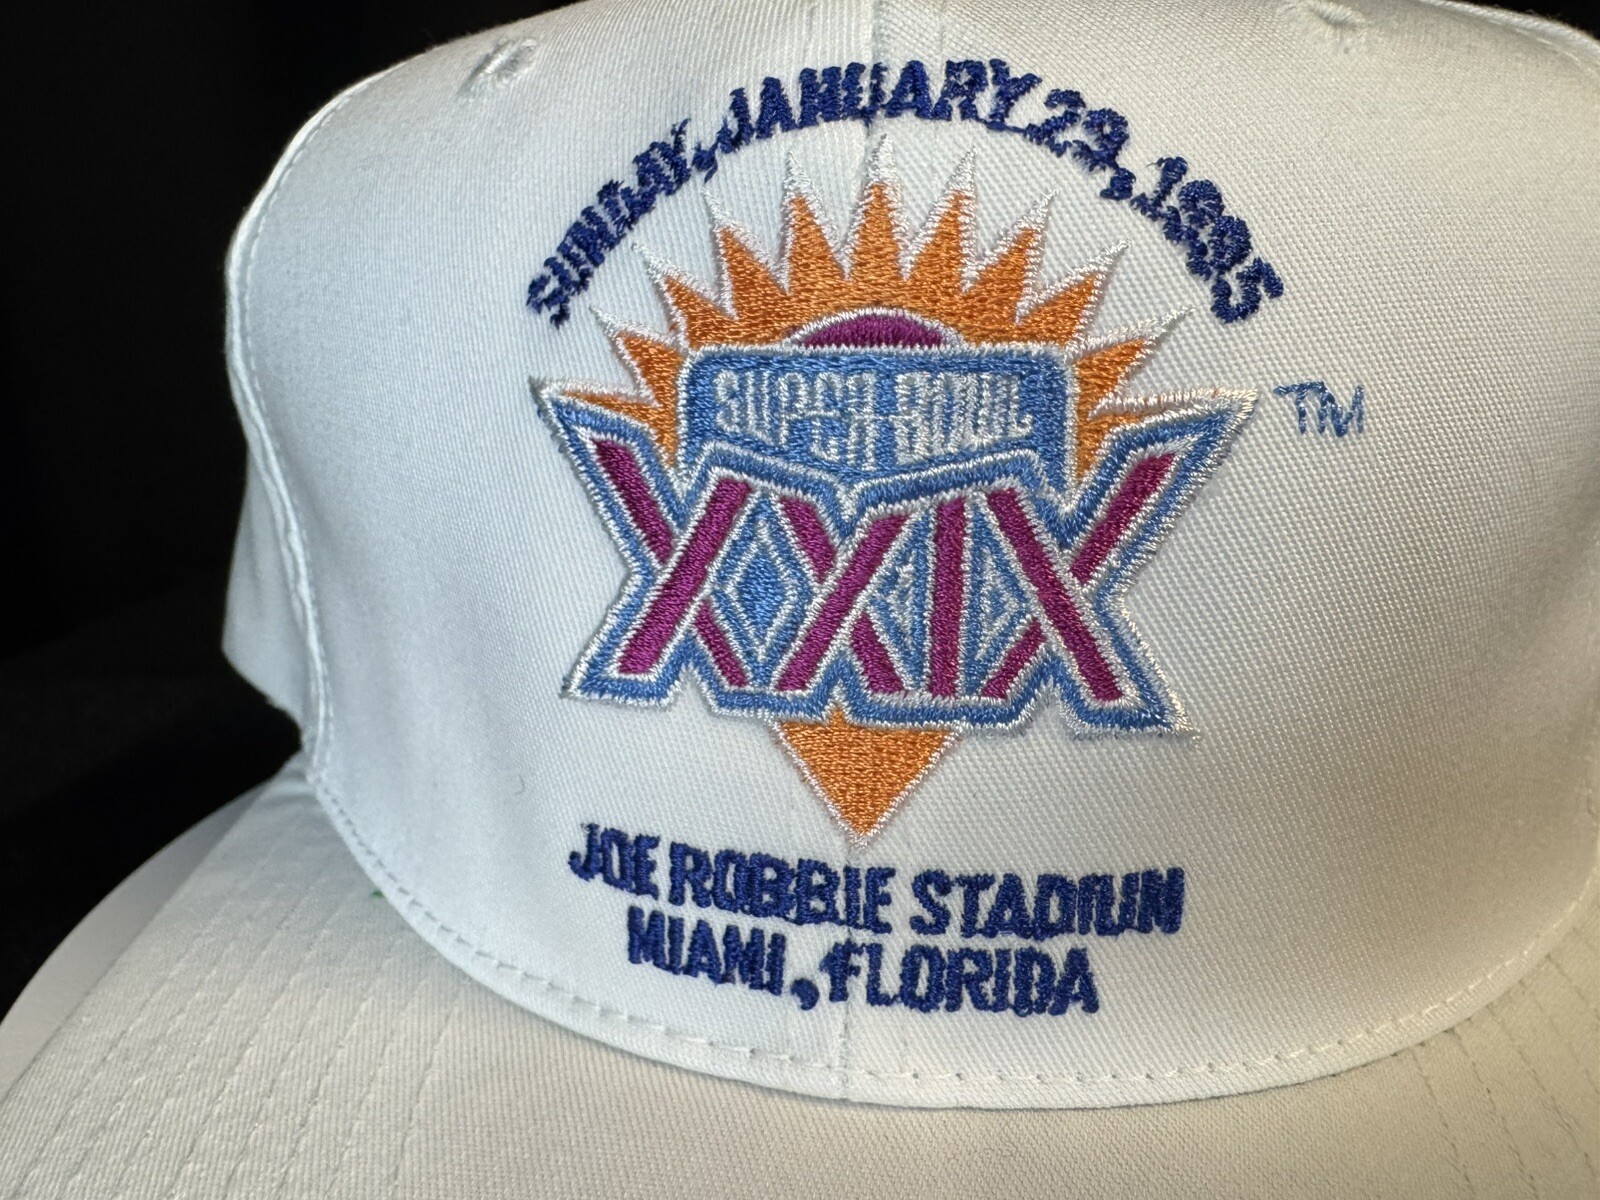 SUNDAY, JANUARY 29, 1995
SUPER BOWL
TM
XXIX
JOE ROBBIE STADIUM
MIAMI, FLORIDA